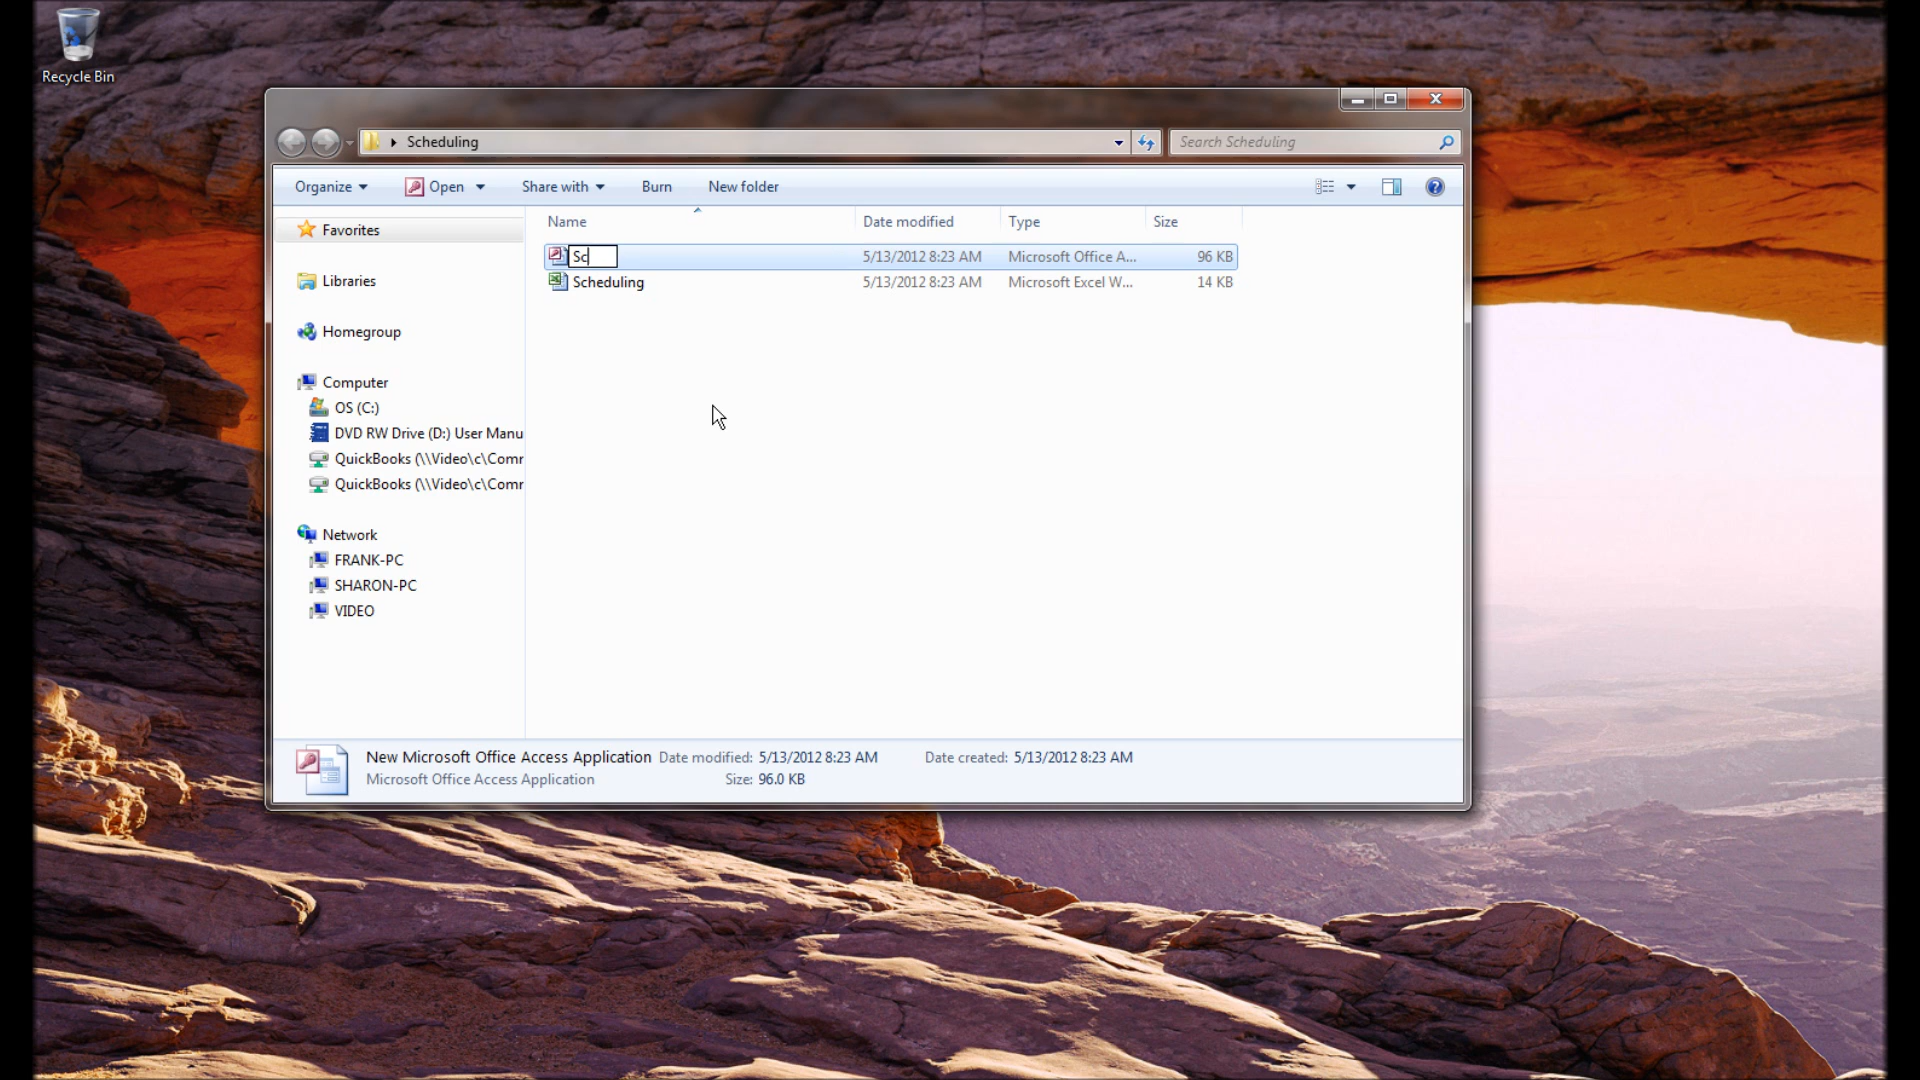 Recycle Bin
Scheduling
Search Scheduling
Organize Open Share with Burn New folder
Name Date modified Type Size
Favorites
Sc 5/13/2012 8:23 AM Microsoft Office A... 96 KB
Scheduling 5/13/2012 8:23 AM Microsoft Excel W... 14 KB
Libraries
Homegroup
Computer
OS (C:)
DVD RW Drive (D:) User Manu
QuickBooks (\\Video\c\Comr
QuickBooks (\\Video\c\Comr
Network
FRANK-PC
SHARON-PC
VIDEO
New Microsoft Office Access Application Date modified: 5/13/2012 8:23 AM Date created: 5/13/2012 8:23 AM
Microsoft Office Access Application Size: 96.0 KB